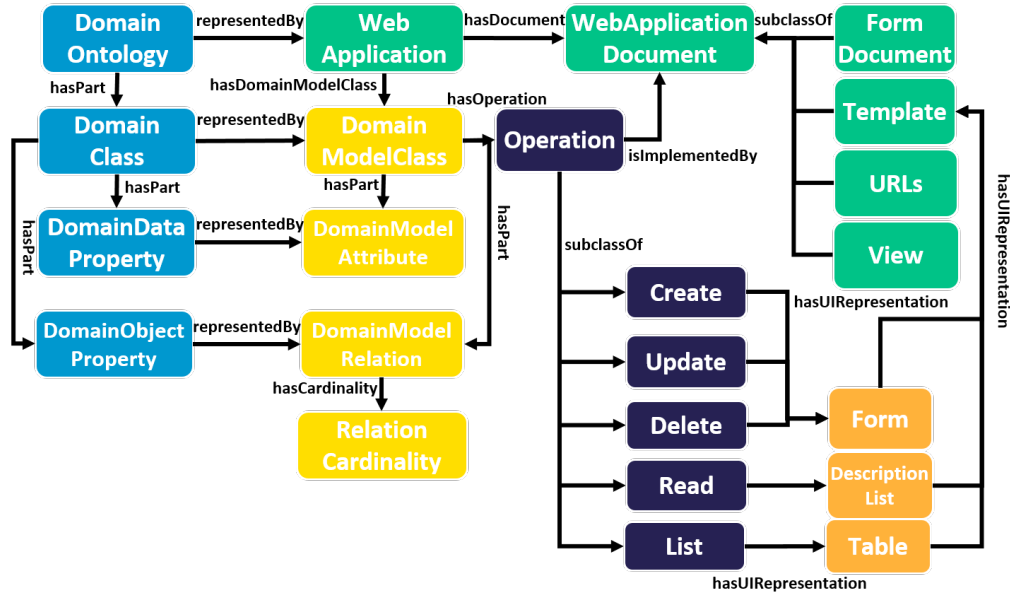 Domain
Ontology
representedBy
Web
Application
hasDocument
WebApplication
Document
subclassOf
Form
Document
hasPart
hasDomainModelClass
hasOperation
Domain
Class
representedBy
Domain
ModelClass
Operation
isImplementedBy
Template
hasPart
hasPart
URLs
hasUIRepresentation
hasPart
DomainData
Property
representedBy
DomainModel
Attribute
hasPart
subclassOf
View
Create
hasUIRepresentation
DomainObject
Property
representedBy
DomainModel
Relation
Update
hasCardinality
Relation
Cardinality
Delete
Form
Read
Description
List
List
Table
hasUIRepresentation